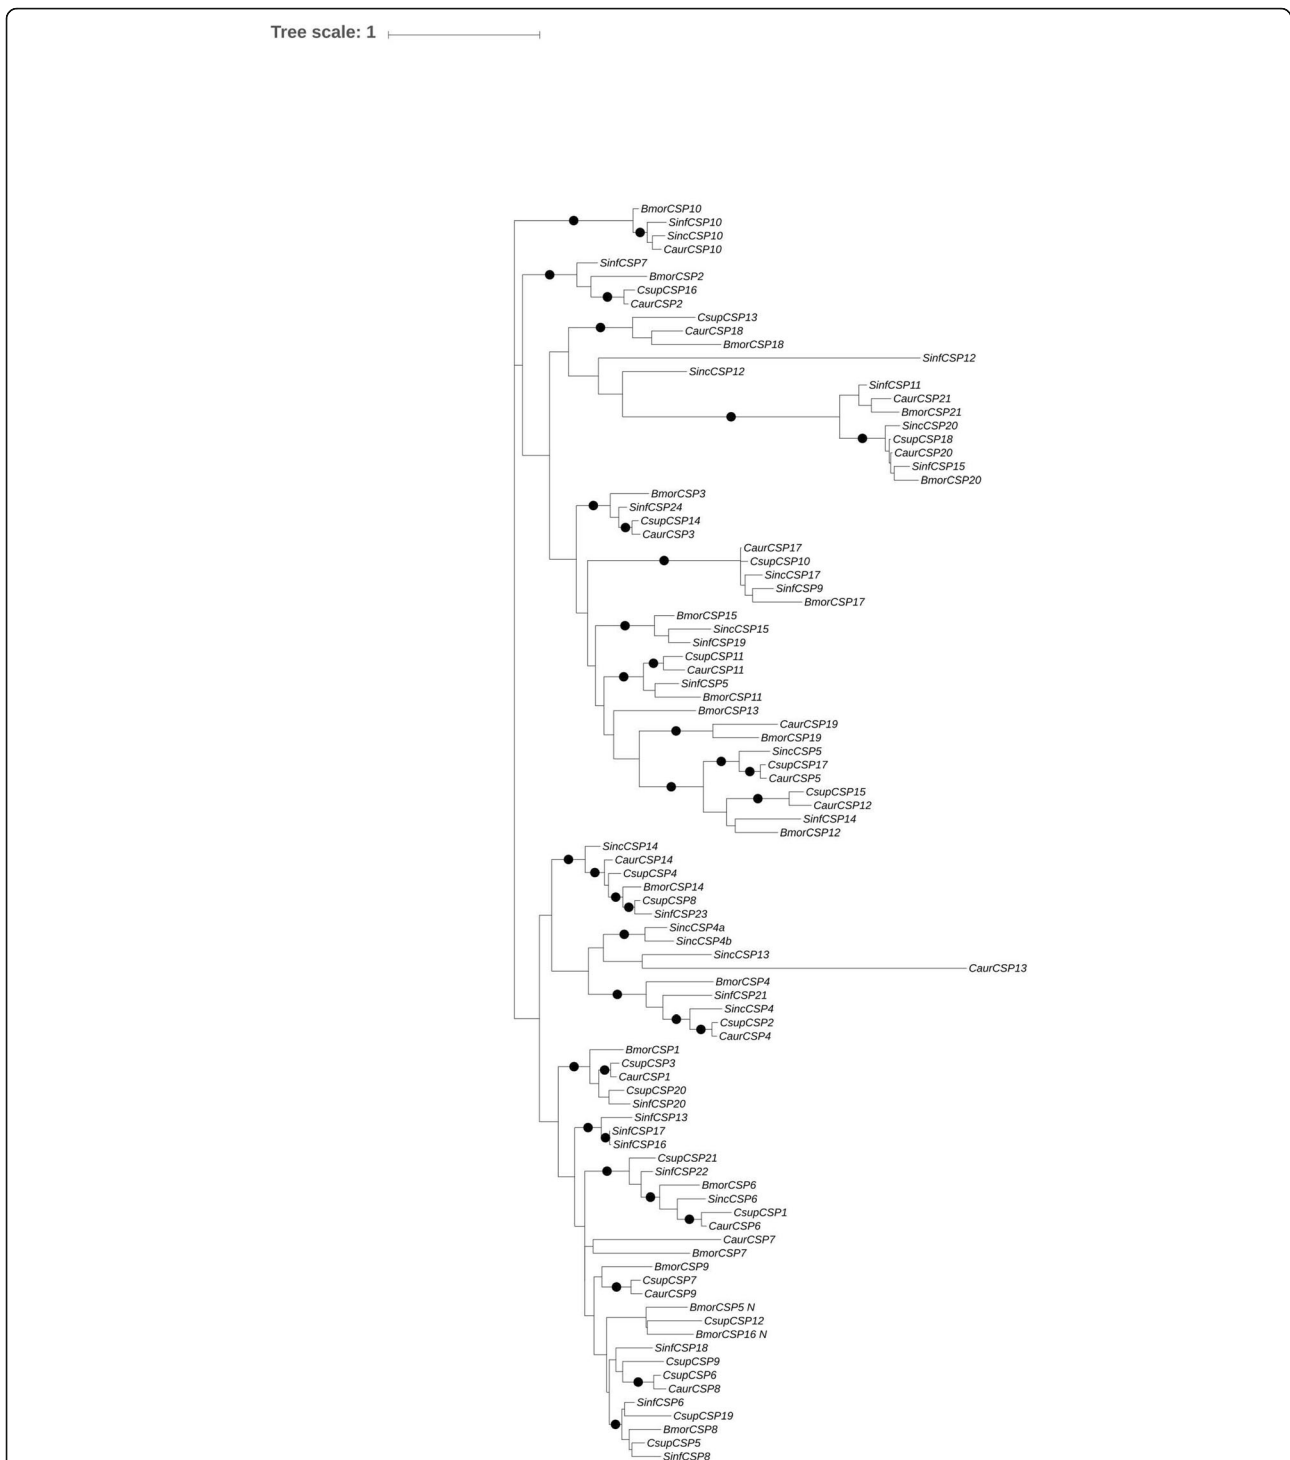 Tree scale: 1
BmorCSP10
SinfCSP10
SincCSP10
CaurCSP10
SinfCSP7
BmorCSP2
CsupCSP16
CaurCSP2
CsupCSP13
CaurCSP18
BmorCSP18
SinfCSP12
SincCSP12
SinfCSP11
CaurCSP21
BmorCSP21
SincCSP20
CsupCSP18
CaurCSP20
SinfCSP15
BmorCSP20
BmorCSP3
SinfCSP24
CsupCSP14
CaurCSP3
CaurCSP17
CsupCSP10
SincCSP17
SinfCSP9
BmorCSP17
BmorCSP15
SincCSP15
SinfCSP19
CsupCSP11
CaurCSP11
SinfCSP5
BmorCSP11
BmorCSP13
CaurCSP19
BmorCSP19
SincCSP5
CsupCSP17
CaurCSP5
CsupCSP15
CaurCSP12
SinfCSP14
BmorCSP12
SincCSP14
CaurCSP14
CsupCSP4
BmorCSP14
CsupCSP8
SinfCSP23
SincCSP4a
SincCSP4b
SincCSP13
CaurCSP13
BmorCSP4
SinfCSP21
SincCSP4
CsupCSP2
CaurCSP4
BmorCSP1
CsupCSP3
CaurCSP1
CsupCSP20
SinfCSP20
SinfCSP13
SinfCSP17
SinfCSP16
CsupCSP21
SinfCSP22
BmorCSP6
SincCSP6
CsupCSP1
CaurCSP6
CaurCSP7
BmorCSP7
BmorCSP9
CsupCSP7
CaurCSP9
BmorCSP5 N
CsupCSP12
BmorCSP16 N
SinfCSP18
CsupCSP9
CsupCSP6
CaurCSP8
SinfCSP6
CsupCSP19
BmorCSP8
CsupCSP5
SinfCSP8